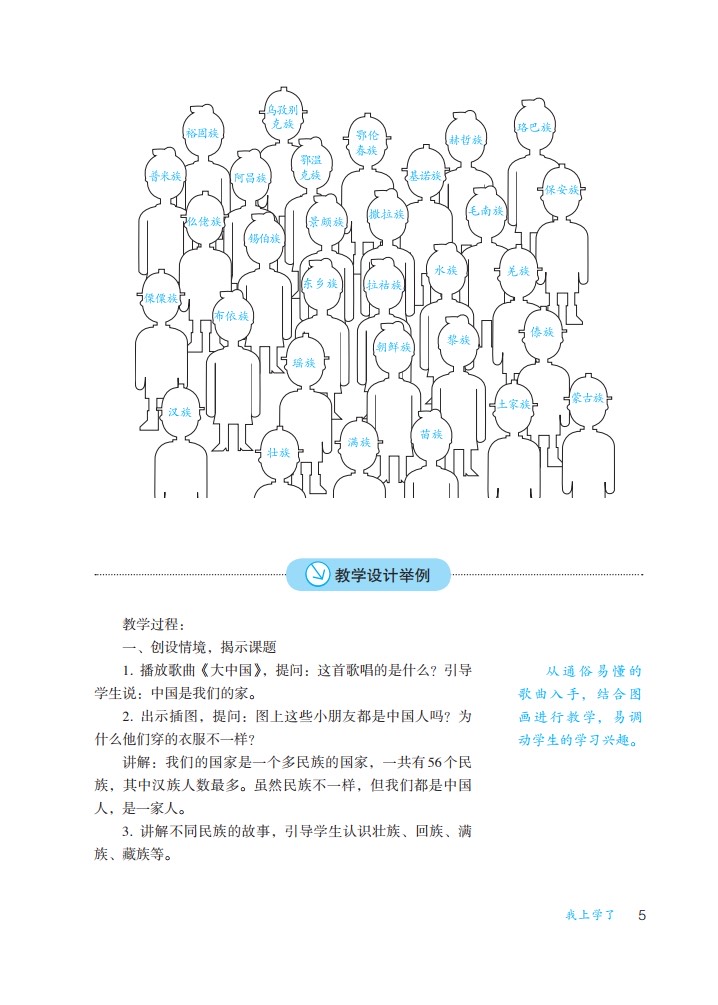 乌孜别
克族
裕固族
鄂伦
春族
赫哲族
珞巴族
普米族
阿昌族
鄂温
克族
基诺族
保安族
仫佬族
锡伯族
景颇族
撒拉族
毛南族
傈僳族
布依族
东乡族
拉祜族
水族
羌族
瑶族
朝鲜族
黎族
傣族
汉族
壮族
满族
苗族
土家族
蒙古族
教学设计举例
教学过程：
一、创设情境，揭示课题
1. 播放歌曲《大中国》，提问：这首歌唱的是什么？引导
学生说：中国是我们的家。
2. 出示插图，提问：图上这些小朋友都是中国人吗？为
什么他们穿的衣服不一样？
讲解：我们的国家是一个多民族的国家，一共有56个民
族，其中汉族人数最多。虽然民族不一样，但我们都是中国
人，是一家人。
3. 讲解不同民族的故事，引导学生认识壮族、回族、满
族、藏族等。
从通俗易懂的
歌曲入手，结合图
画进行教学，易调
动学生的学习兴趣。
我上学了 5